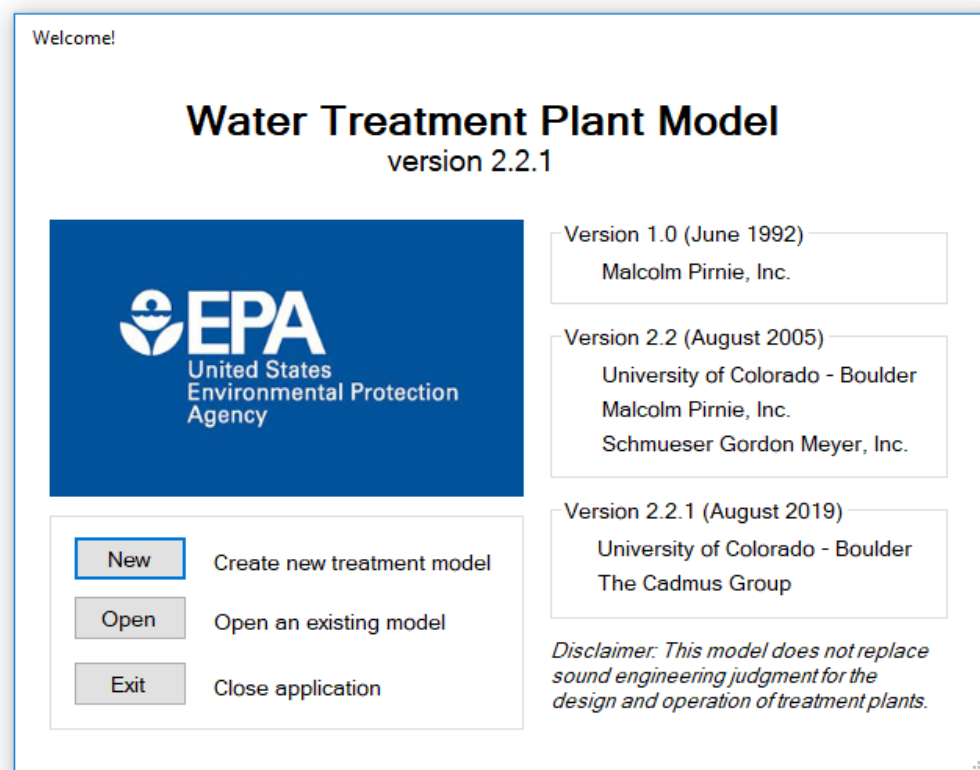 Welcome!
Water Treatment Plant Model
version 2.2.1
EPA
United States
Environmental Protection
Agency
New Create new treatment model
Open Open an existing model
Exit Close application
Version 1.0 (June 1992)
Malcolm Pirnie, Inc.
Version 2.2 (August 2005)
University of Colorado - Boulder
Malcolm Pirnie, Inc.
Schmueser Gordon Meyer, Inc.
Version 2.2.1 (August 2019)
University of Colorado - Boulder
The Cadmus Group
Disclaimer: This model does not replace
sound engineering judgment for the
design and operation of treatment plants.